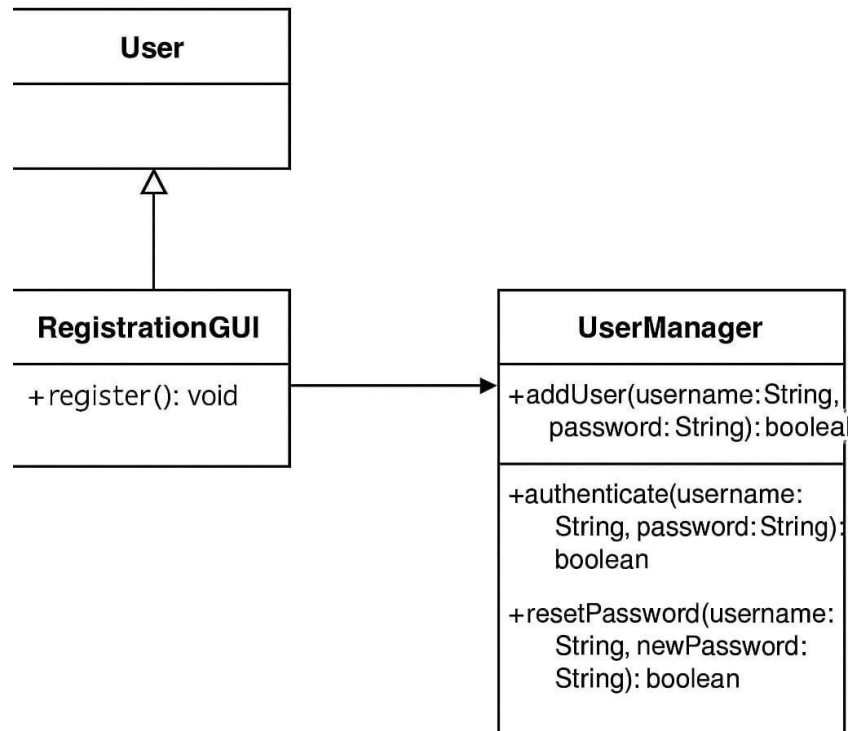 User
RegistrationGUI
+register(): void
UserManager
+addUser(username: String,
password: String): boolea
+authenticate(username:
String, password: String):
boolean
+resetPassword(username:
String, newPassword:
String): boolean